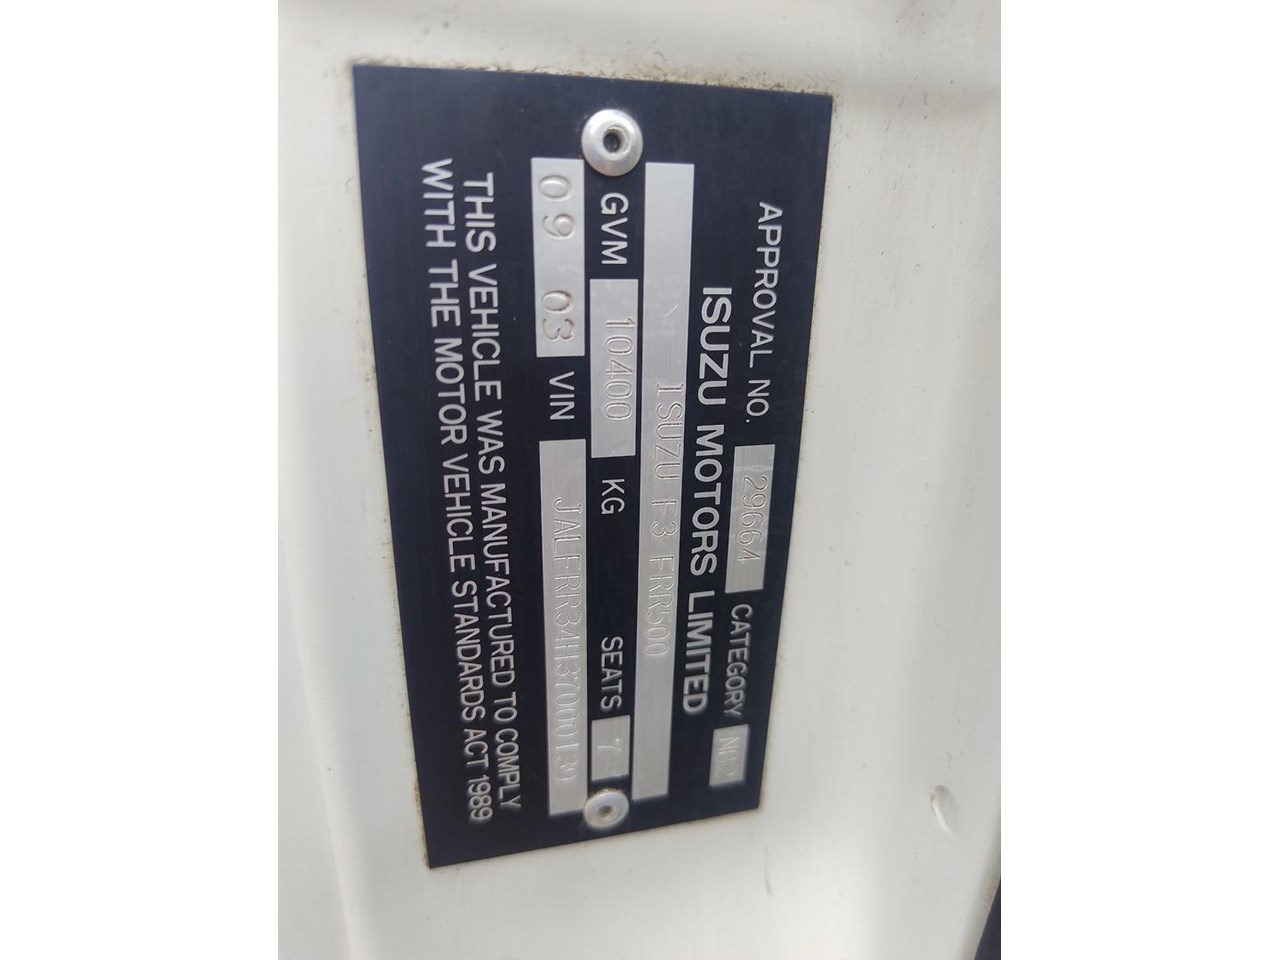 APPROVAL NO. 29664 CATEGORY NB2
ISUZU MOTORS LIMITED
ISUZU F3 FRR500
GVM 10400 KG SEATS 7
09 03 VIN JALFRR34H37000139
THIS VEHICLE WAS MANUFACTURED TO COMPLY
WITH THE MOTOR VEHICLE STANDARDS ACT 1989